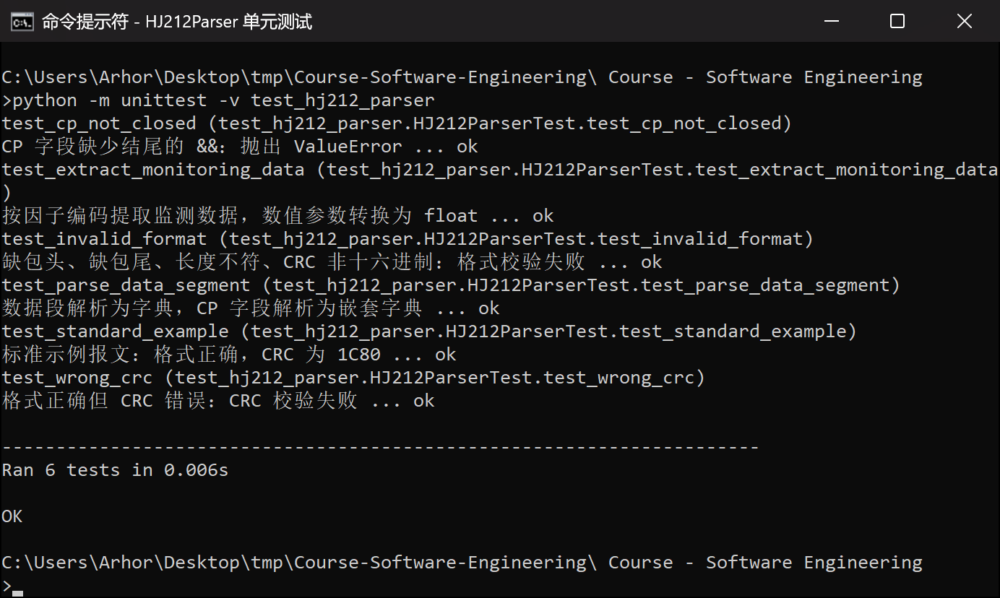 命令提示符 - HJ212Parser 单元测试
C:\Users\Arhor\Desktop\tmp\Course-Software-Engineering\ Course - Software Engineering
>python -m unittest -v test_hj212_parser
test_cp_not_closed (test_hj212_parser.HJ212ParserTest.test_cp_not_closed)
CP 字段缺少结尾的 &&：抛出 ValueError ... ok
test_extract_monitoring_data (test_hj212_parser.HJ212ParserTest.test_extract_monitoring_data
)
按因子编码提取监测数据，数值参数转换为 float ... ok
test_invalid_format (test_hj212_parser.HJ212ParserTest.test_invalid_format)
缺包头、缺包尾、长度不符、CRC 非十六进制：格式校验失败 ... ok
test_parse_data_segment (test_hj212_parser.HJ212ParserTest.test_parse_data_segment)
数据段解析为字典，CP 字段解析为嵌套字典 ... ok
test_standard_example (test_hj212_parser.HJ212ParserTest.test_standard_example)
标准示例报文：格式正确，CRC 为 1C80 ... ok
test_wrong_crc (test_hj212_parser.HJ212ParserTest.test_wrong_crc)
格式正确但 CRC 错误：CRC 校验失败 ... ok
----------------------------------------------------------------------
Ran 6 tests in 0.006s
OK
C:\Users\Arhor\Desktop\tmp\Course-Software-Engineering\ Course - Software Engineering
>